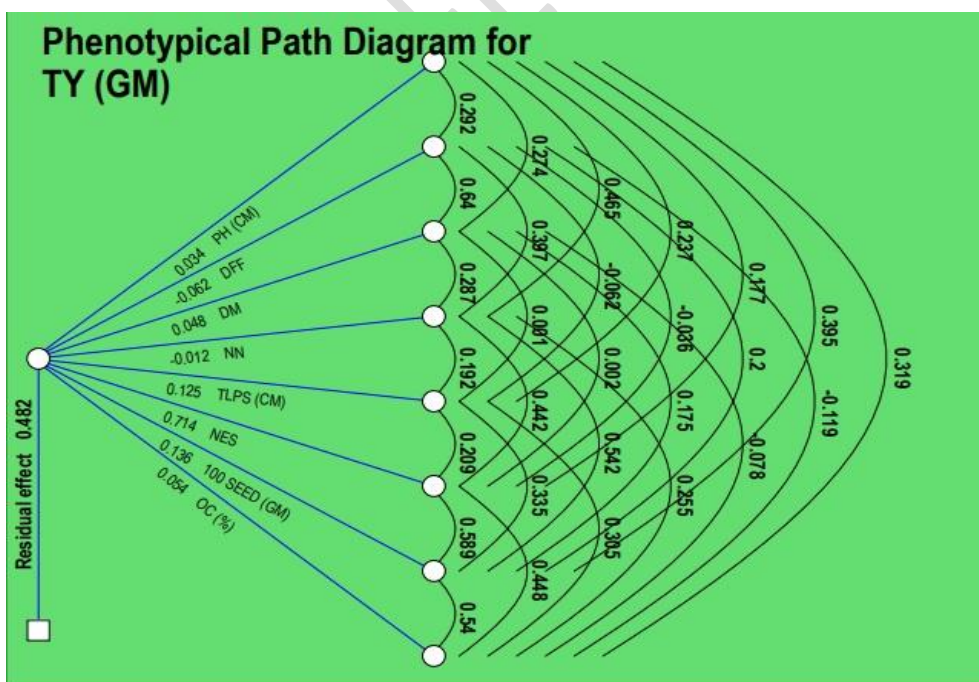 Phenotypical Path Diagram for
TY (GM)
0.034 PH (CM)
-0.062 DFF
0.048 DM
-0.012 NN
0.125 TLPS (CM)
0.714 NES
0.136 100 SEED (GM)
0.054 OC (%)
Residual effect 0.482
0.292
0.64
0.287
0.192
0.209
0.589
0.54
0.274
0.397
0.001
0.442
0.335
0.448
0.465
-0.062
0.002
0.542
0.305
0.237
-0.036
0.175
0.255
0.177
0.2
-0.078
0.395
-0.119
0.319